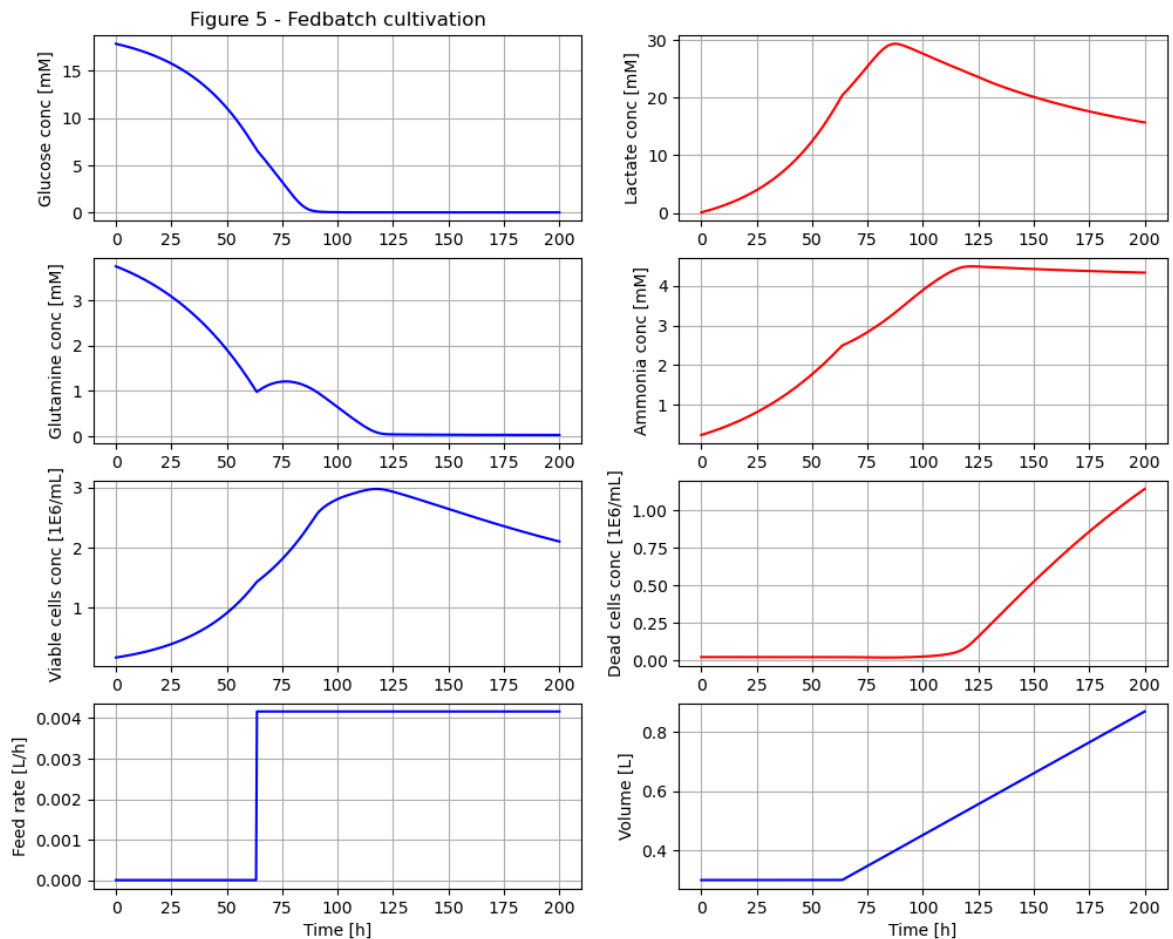 Figure 5 - Fedbatch cultivation
Glucose conc [mM]
15
10
5
0
0 25 50 75 100 125 150 175 200
Lactate conc [mM]
30
20
10
0
0 25 50 75 100 125 150 175 200
Glutamine conc [mM]
3
2
1
0
0 25 50 75 100 125 150 175 200
Ammonia conc [mM]
4
3
2
1
0 25 50 75 100 125 150 175 200
Viable cells conc [1E6/mL]
3
2
1
0 25 50 75 100 125 150 175 200
Dead cells conc [1E6/mL]
1.00
0.75
0.50
0.25
0.00
0 25 50 75 100 125 150 175 200
Feed rate [L/h]
0.004
0.003
0.002
0.001
0.000
0 25 50 75 100 125 150 175 200
Time [h]
Volume [L]
0.8
0.6
0.4
0 25 50 75 100 125 150 175 200
Time [h]